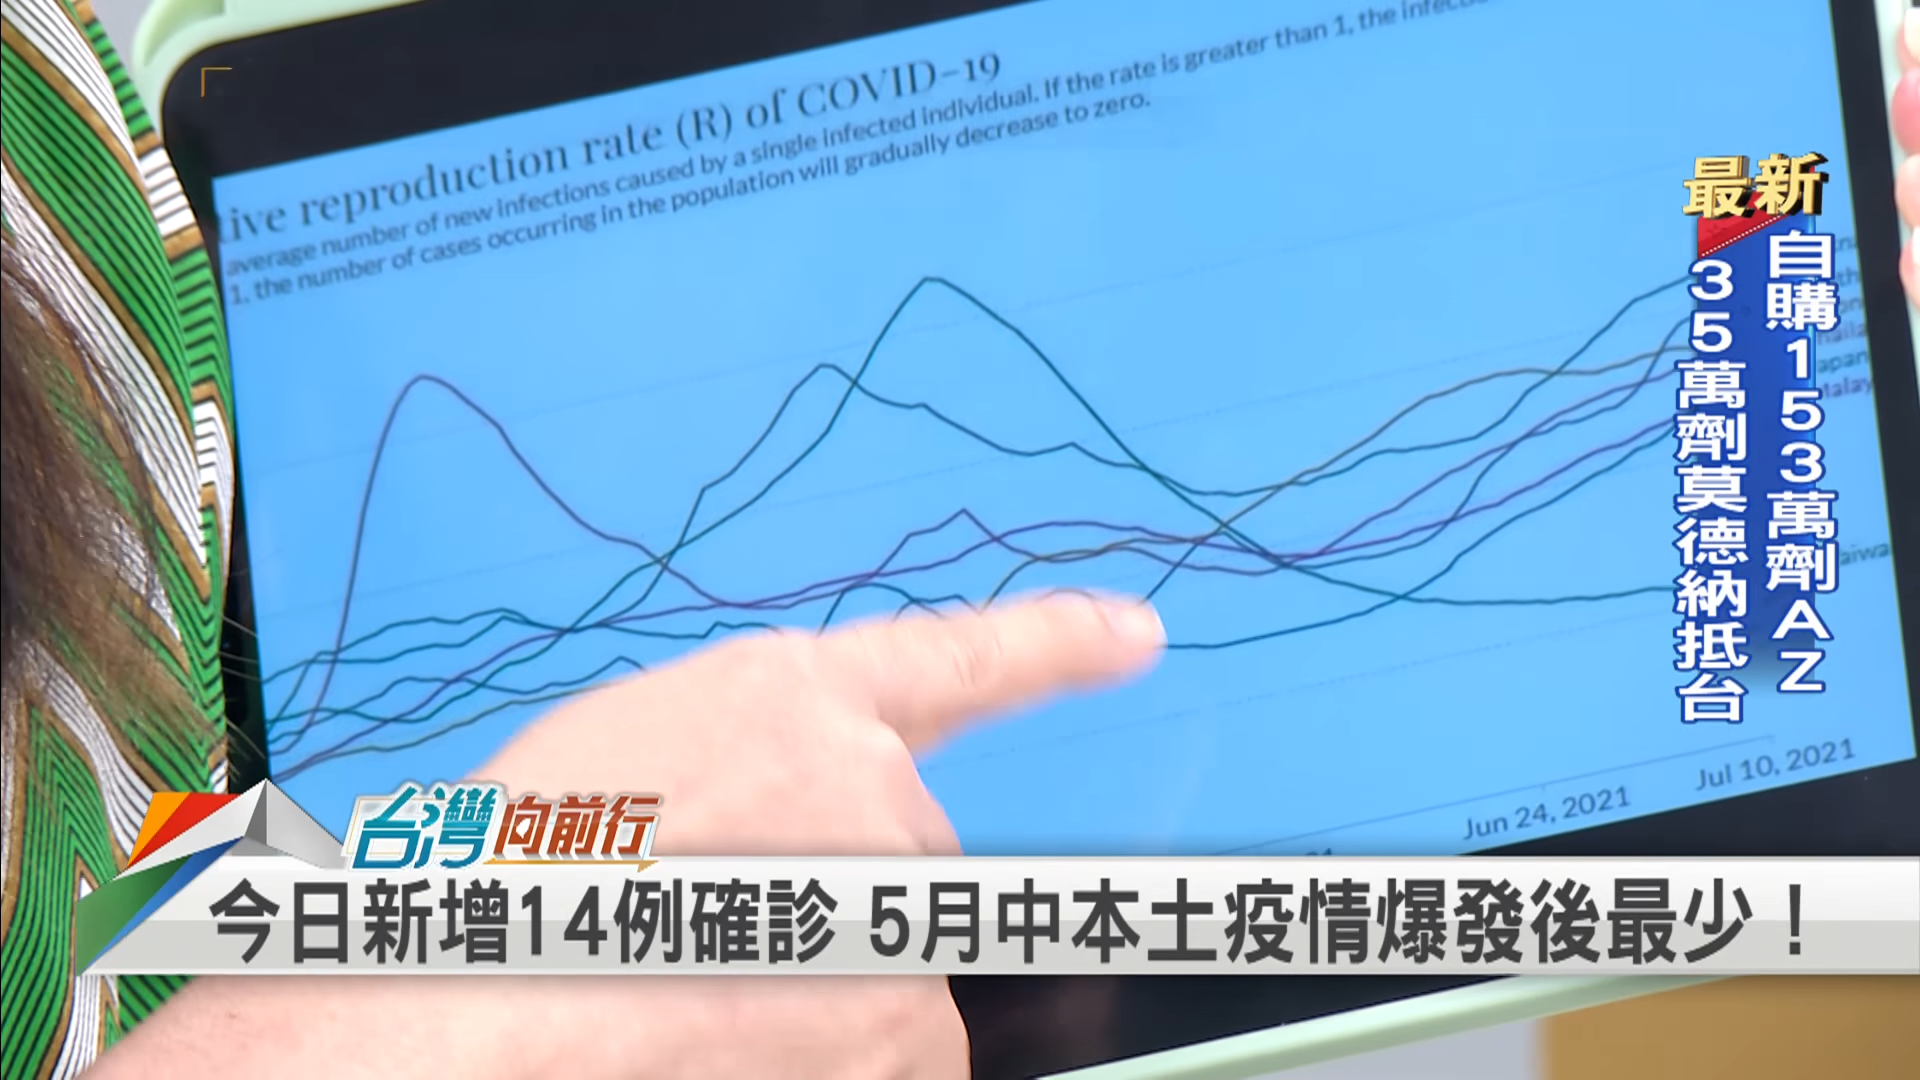 tive reproduction rate (R) of COVID-19
average number of new infections caused by a single infected individual. If the rate is greater than 1, the
1, the number of cases occurring in the population will gradually decrease to zero.
最新
自購153萬劑AZ
35萬劑莫德納抵台
apan
Jun 24, 2021
Jul 10, 2021
台灣向前行
今日新增14例確診 5月中本土疫情爆發後最少！